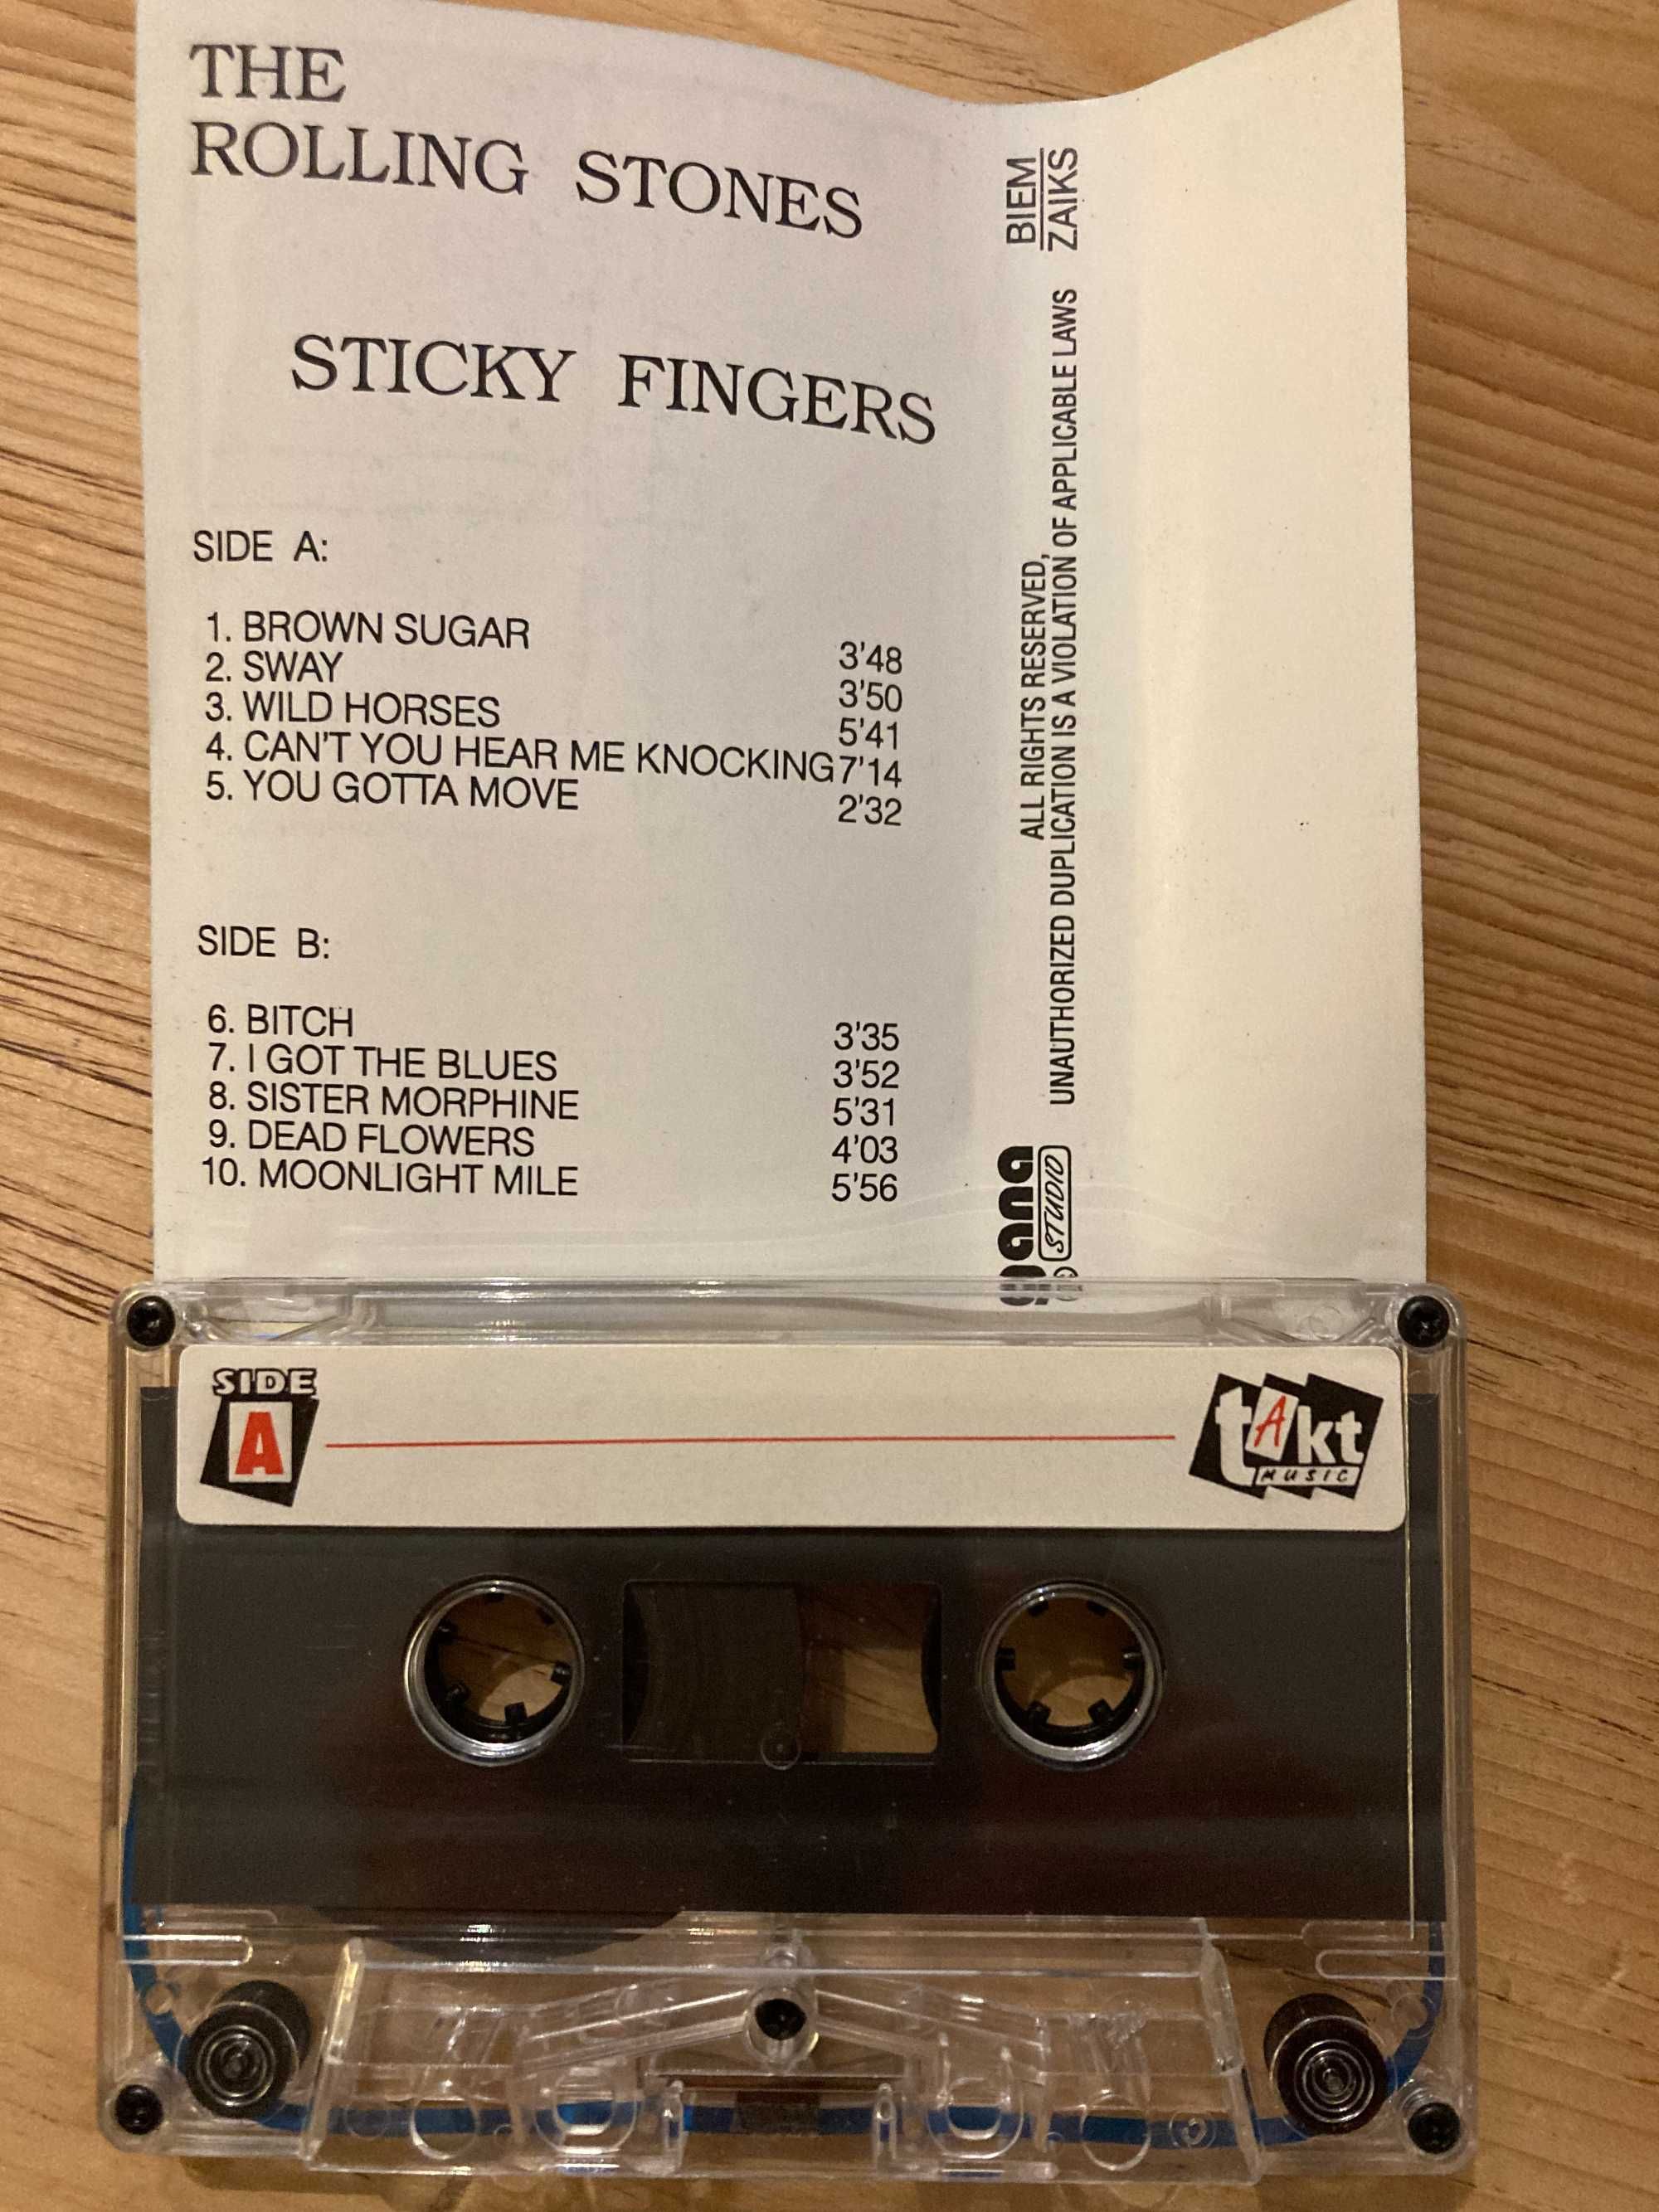 THE
ROLLING STONES
STICKY FINGERS
SIDE A:
1. BROWN SUGAR 3'48
2. SWAY 3'50
3. WILD HORSES 5'41
4. CAN'T YOU HEAR ME KNOCKING 7'14
5. YOU GOTTA MOVE 2'32
SIDE B:
6. BITCH 3'35
7. I GOT THE BLUES 3'52
8. SISTER MORPHINE 5'31
9. DEAD FLOWERS 4'03
10. MOONLIGHT MILE 5'56
BIEM
ZAIKS
ALL RIGHTS RESERVED,
UNAUTHORIZED DUPLICATION IS A VIOLATION OF APPLICABLE LAWS
gana
STUDIO
SIDE
A
takt
MUSIC